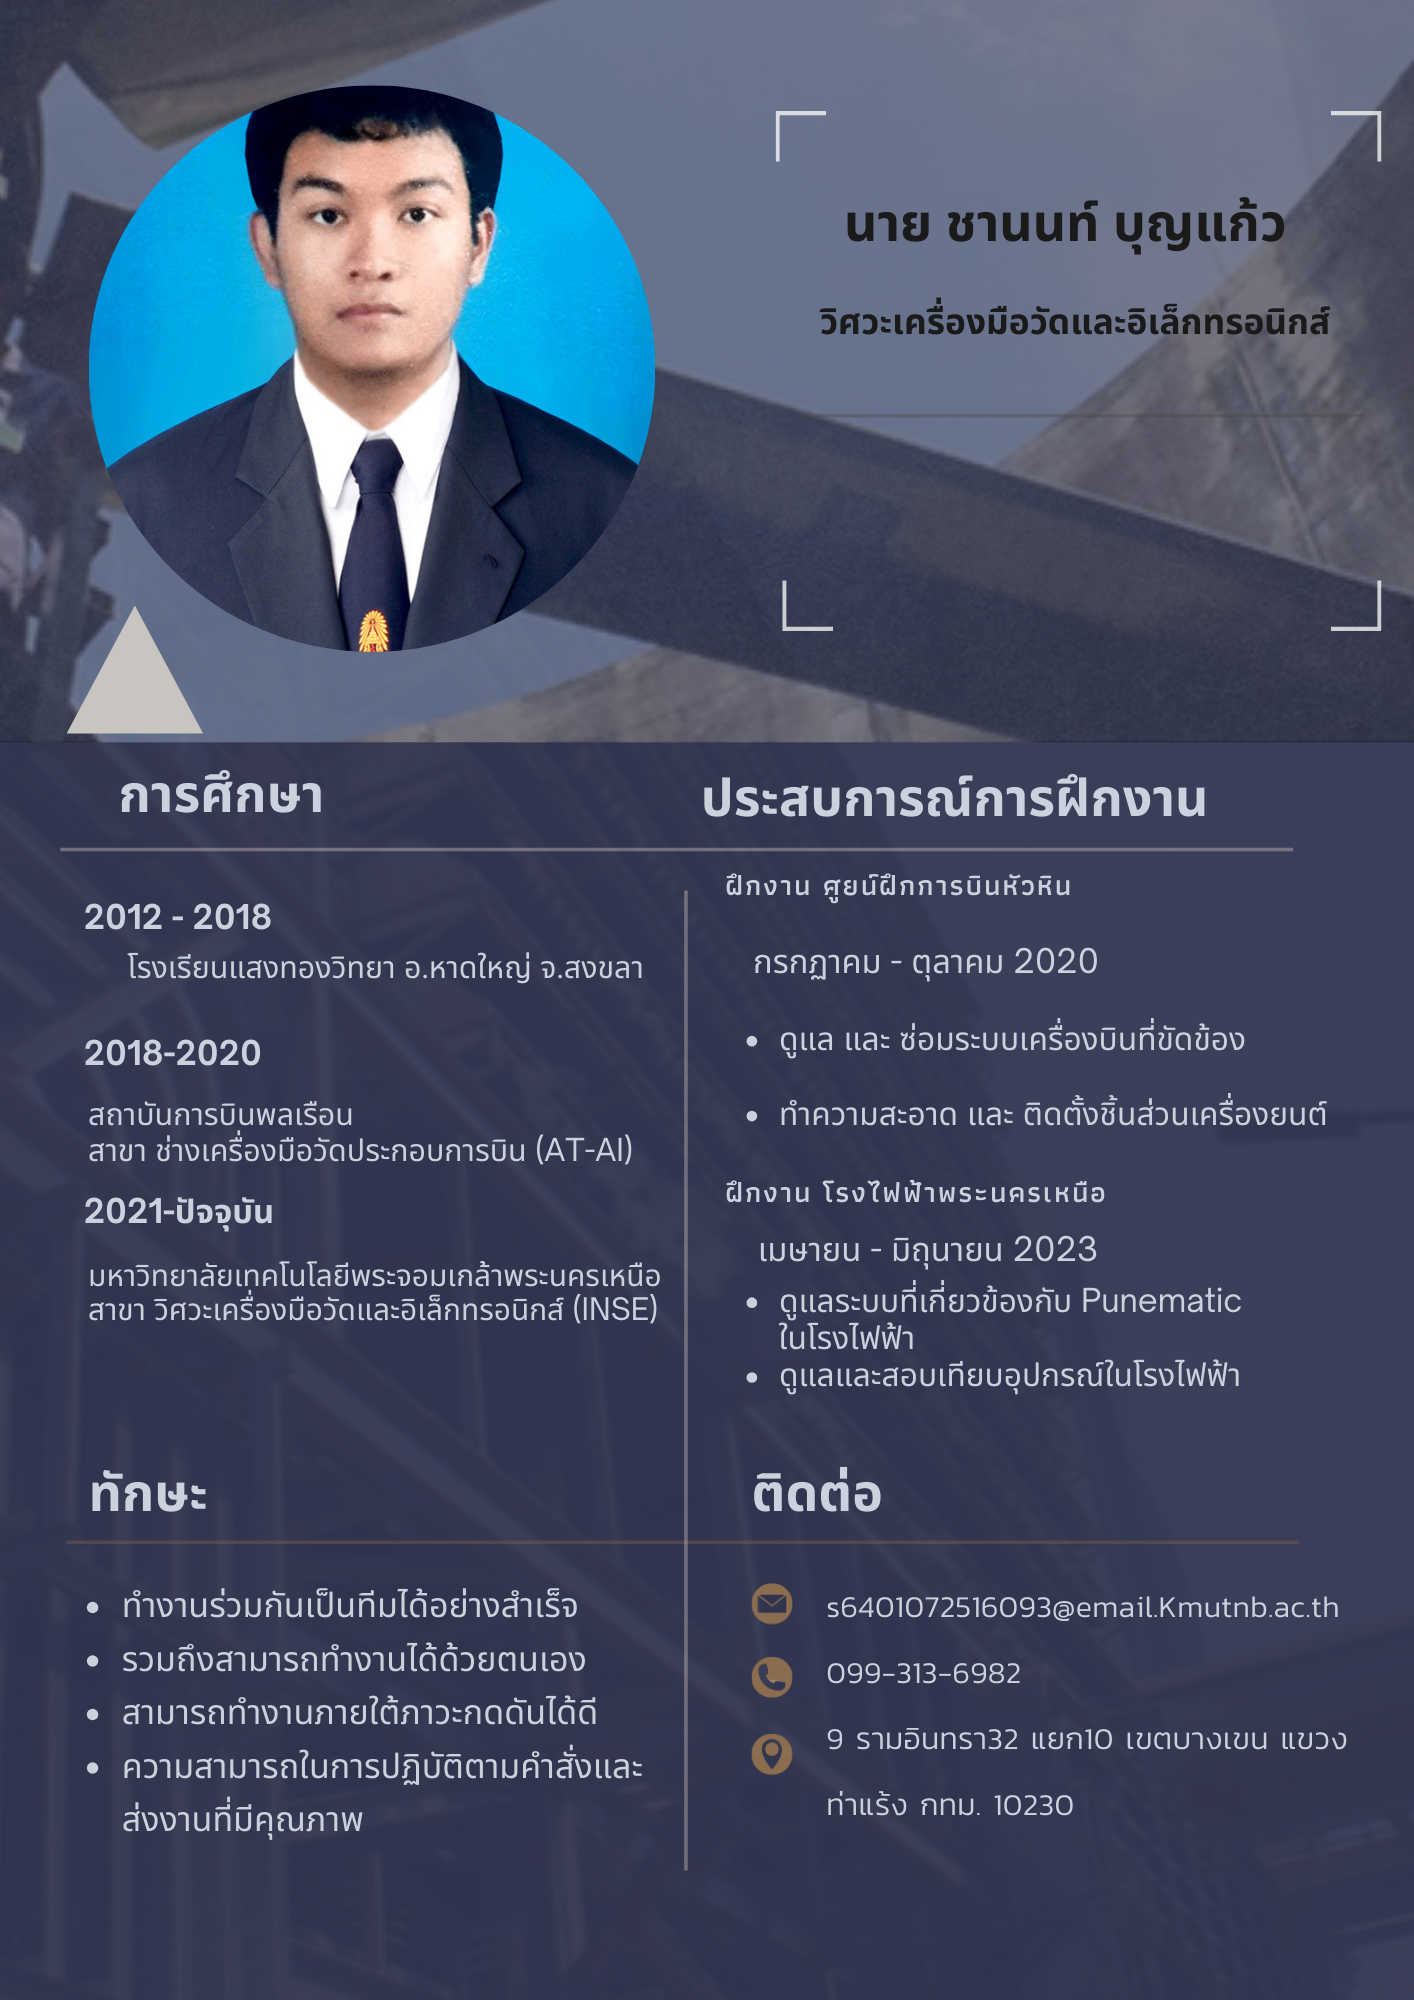 นาย ชานนท์ บุญแก้ว
วิศวะเครื่องมือวัดและอิเล็กทรอนิกส์
การศึกษา
2012 - 2018
โรงเรียนแสงทองวิทยา อ.หาดใหญ่ จ.สงขลา
2018-2020
สถาบันการบินพลเรือน
สาขา ช่างเครื่องมือวัดประกอบการบิน (AT-AI)
2021-ปัจจุบัน
มหาวิทยาลัยเทคโนโลยีพระจอมเกล้าพระนครเหนือ
สาขา วิศวะเครื่องมือวัดและอิเล็กทรอนิกส์ (INSE)
ประสบการณ์การฝึกงาน
ฝึกงาน ศูยน์ฝึกการบินหัวหิน
กรกฏาคม - ตุลาคม 2020
• ดูแล และ ซ่อมระบบเครื่องบินที่ขัดข้อง
• ทำความสะอาด และ ติดตั้งชิ้นส่วนเครื่องยนต์
ฝึกงาน โรงไฟฟ้าพระนครเหนือ
เมษายน - มิถุนายน 2023
• ดูแลระบบที่เกี่ยวข้องกับ Punematic
ในโรงไฟฟ้า
• ดูแลและสอบเทียบอุปกรณ์ในโรงไฟฟ้า
ทักษะ
• ทำงานร่วมกันเป็นทีมได้อย่างสำเร็จ
• รวมถึงสามารถทำงานได้ด้วยตนเอง
• สามารถทำงานภายใต้ภาวะกดดันได้ดี
• ความสามารถในการปฏิบัติตามคำสั่งและ
ส่งงานที่มีคุณภาพ
ติดต่อ
s6401072516093@email.Kmutnb.ac.th
099-313-6982
9 รามอินทรา32 แยก10 เขตบางเขน แขวง
ท่าแร้ง กทม. 10230